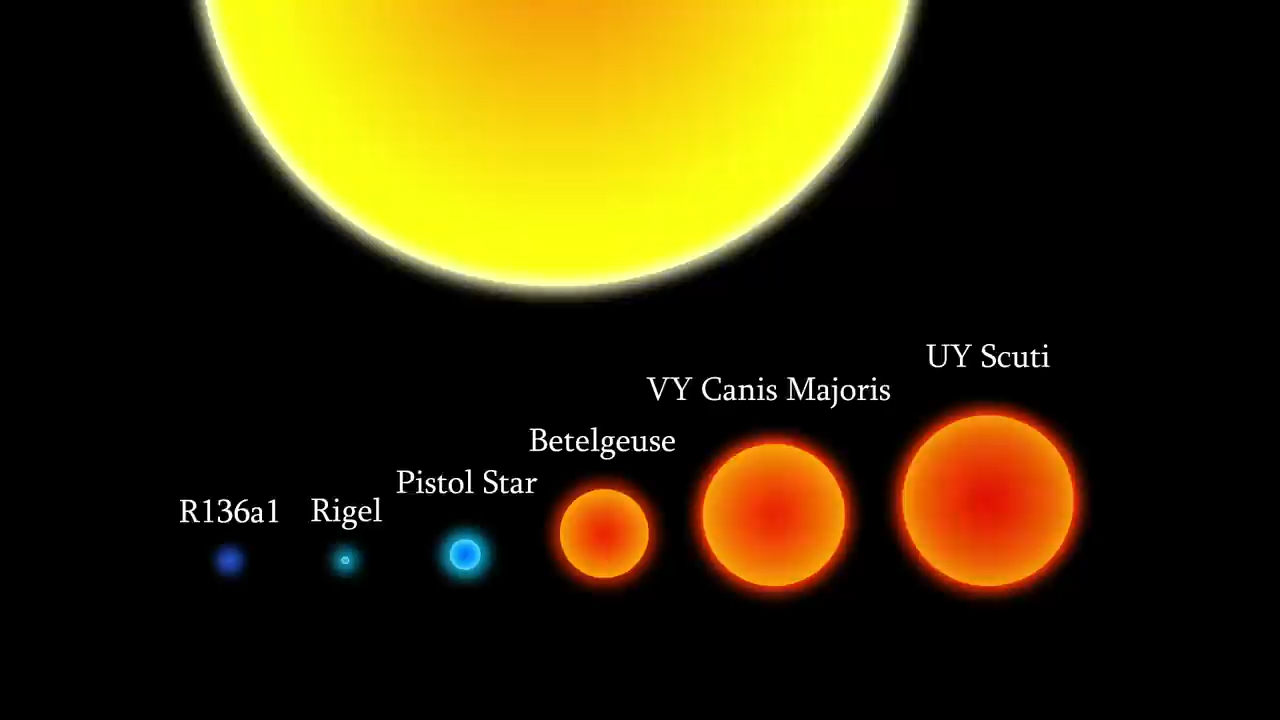 UY Scuti
VY Canis Majoris
Betelgeuse
Pistol Star
R136a1
Rigel